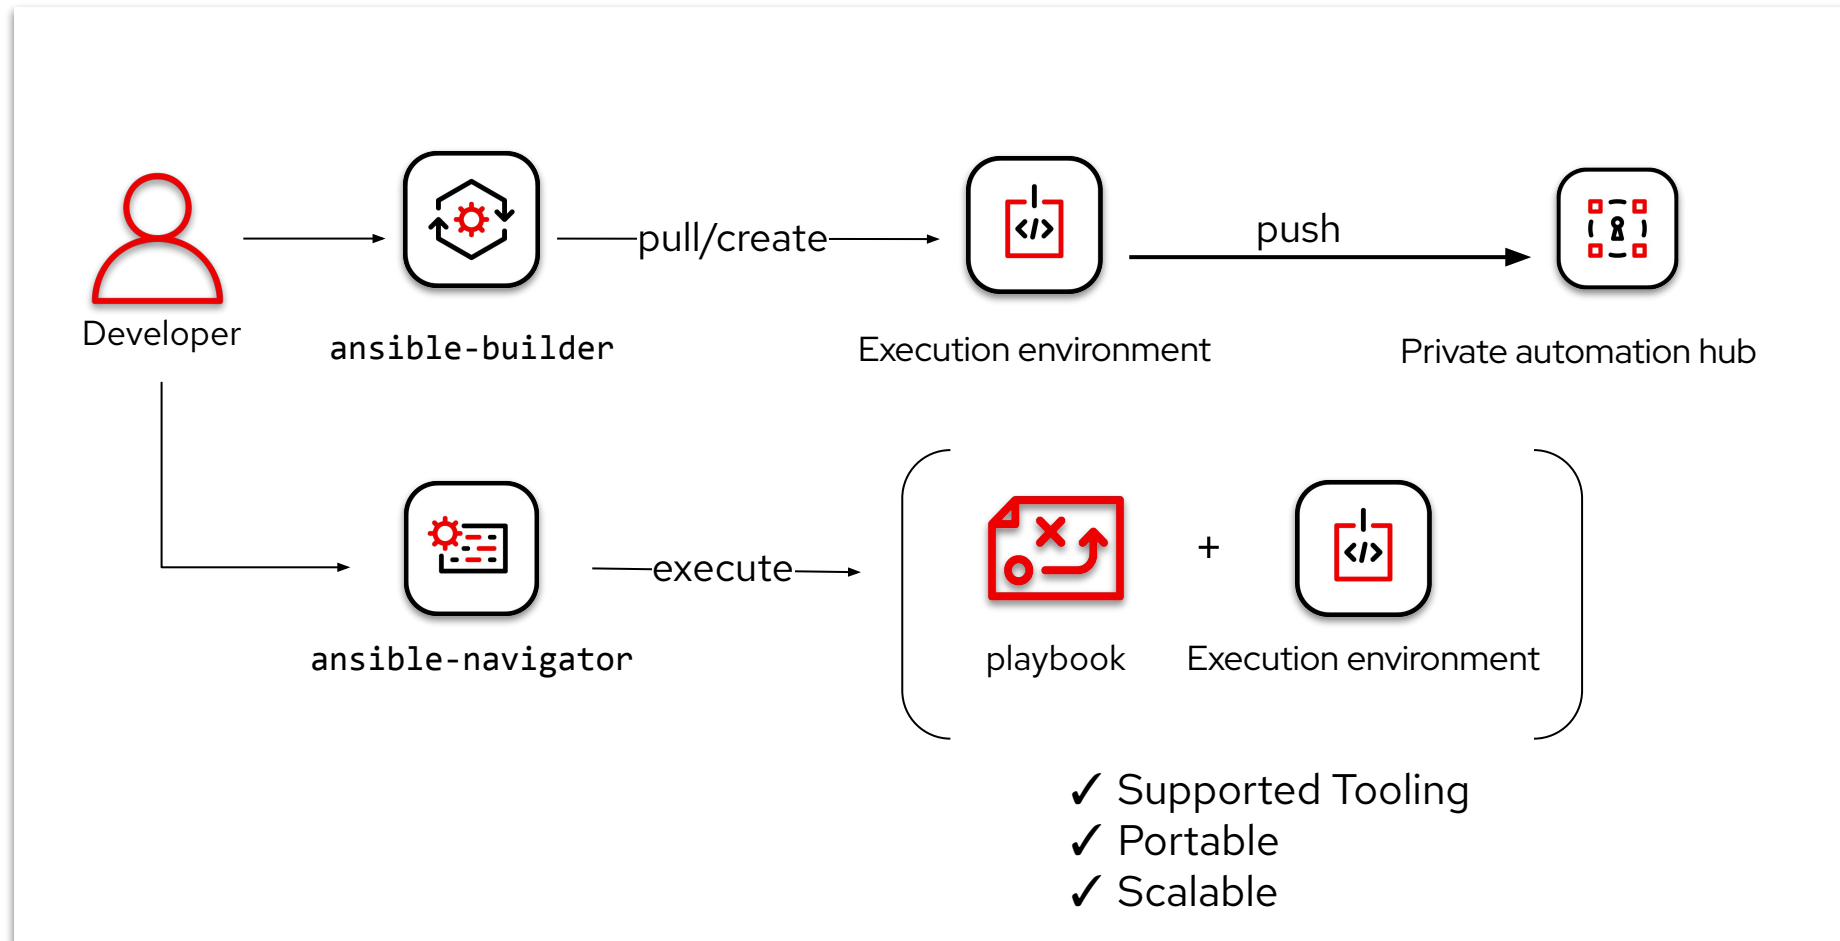 pull/create
push
Developer
ansible-builder
Execution environment
Private automation hub
</>
</>
execute
+
</>
ansible-navigator
playbook
Execution environment
✓ Supported Tooling
✓ Portable
✓ Scalable